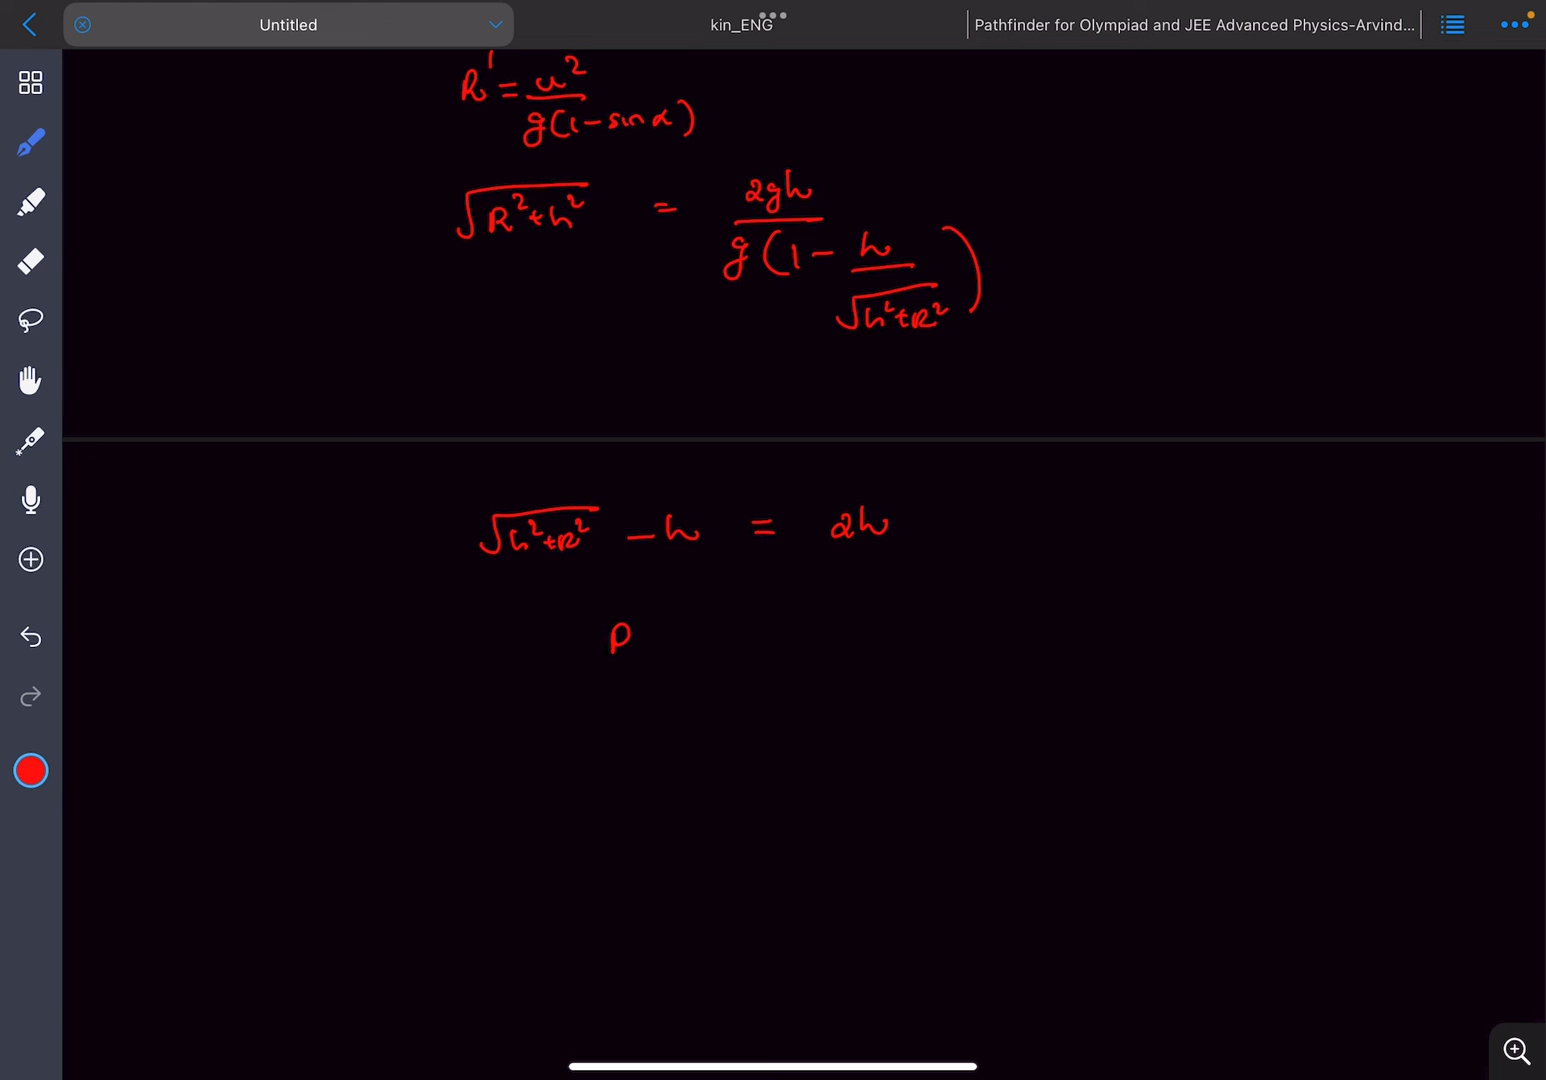 Untitled
kin_ENG
Pathfinder for Olympiad and JEE Advanced Physics-Arvind...
R' = u² / g(1 - sin α)
√(R² + h²) = 2gh / g(1 - h / √(h² + R²))
√(h² + R²) - h = 2h
P